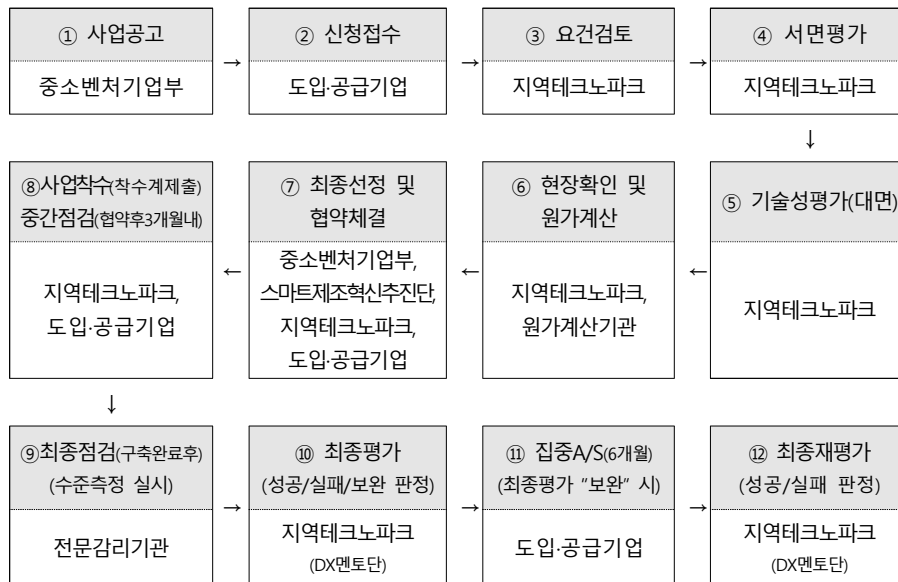 ① 사업공고
중소벤처기업부
→
② 신청접수
도입·공급기업
→
③ 요건검토
지역테크노파크
→
④ 서면평가
지역테크노파크
↓
⑤ 기술성평가(대면)
지역테크노파크
←
⑥ 현장확인 및
원가계산
지역테크노파크,
원가계산기관
←
⑦ 최종선정 및
협약체결
중소벤처기업부,
스마트제조혁신추진단,
지역테크노파크,
도입·공급기업
←
⑧사업착수(착수계제출)
중간점검(협약후3개월내)
지역테크노파크,
도입·공급기업
↓
⑨최종점검(구축완료후)
(수준측정 실시)
전문감리기관
→
⑩ 최종평가
(성공/실패/보완 판정)
지역테크노파크
(DX멘토단)
→
⑪ 집중A/S(6개월)
(최종평가 “보완” 시)
도입·공급기업
→
⑫ 최종재평가
(성공/실패 판정)
지역테크노파크
(DX멘토단)